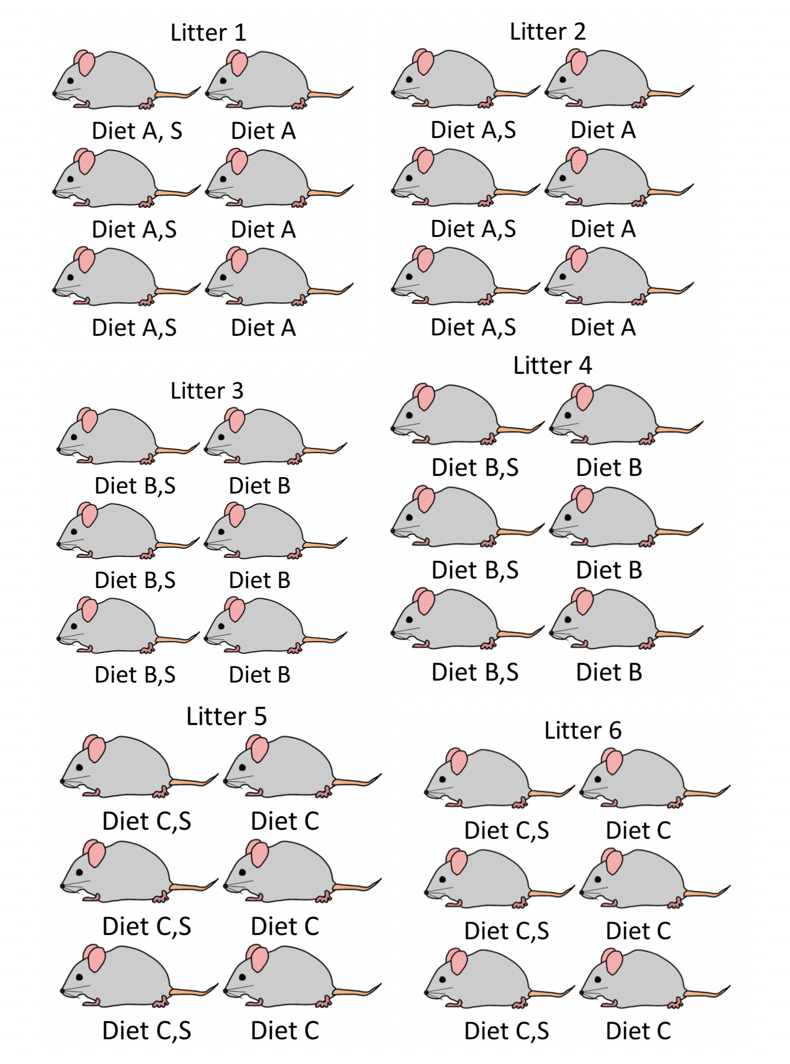 Litter 1
Litter 2
Diet A, S
Diet A
Diet A,S
Diet A
Diet A,S
Diet A
Diet A,S
Diet A
Diet A,S
Diet A
Diet A,S
Diet A
Litter 3
Litter 4
Diet B,S
Diet B
Diet B,S
Diet B
Diet B,S
Diet B
Diet B,S
Diet B
Diet B,S
Diet B
Diet B,S
Diet B
Litter 5
Litter 6
Diet C,S
Diet C
Diet C,S
Diet C
Diet C,S
Diet C
Diet C,S
Diet C
Diet C,S
Diet C
Diet C,S
Diet C